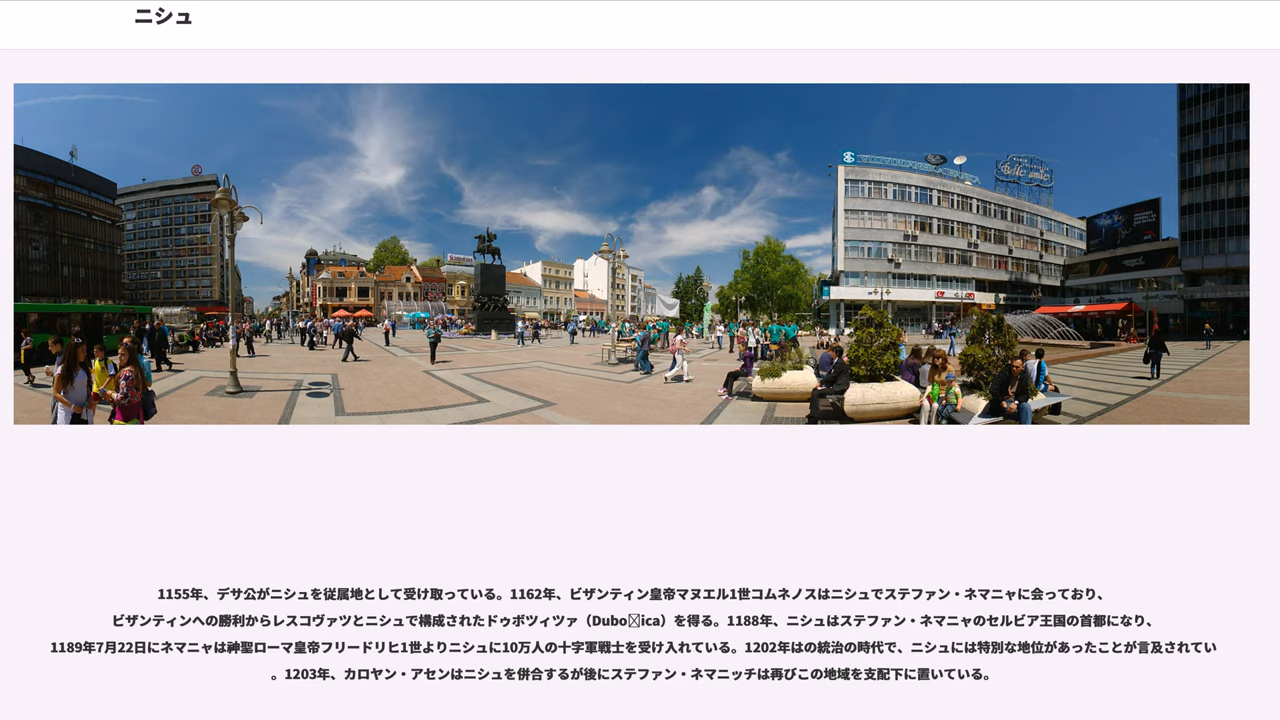 ニシュ
Belle amie
1155年、デサ公がニシュを従属地として受け取っている。1162年、ビザンティン皇帝マヌエル1世コムネノスはニシュでステファン・ネマニャに会っており、
ビザンティンへの勝利からレスコヴァツとニシュで構成されたドゥボツィツァ（Dubo〿ica）を得る。1188年、ニシュはステファン・ネマニャのセルビア王国の首都になり、
1189年7月22日にネマニャは神聖ローマ皇帝フリードリヒと1世よりニシュに10万人の十字軍戦士を受け入れている。1202年はの統治の時代で、ニシュには特別な地位があったことが言及されてい
。1203年、カロヤン・アセンはニシュを併合するが後にステファン・ネマニッチは再びこの地域を支配下に置いている。